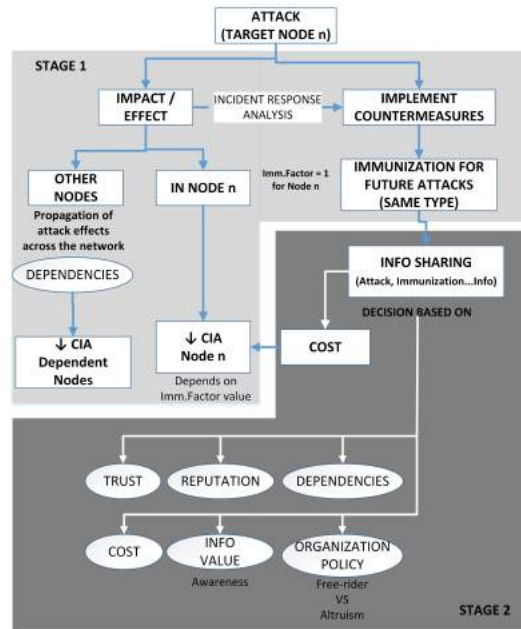 ATTACK
(TARGET NODE n)
STAGE 1
IMPACT /
EFFECT
INCIDENT RESPONSE
ANALYSIS
IMPLEMENT
COUNTERMEASURES
OTHER
NODES
IN NODE n
Imm.Factor = 1
for Node n
IMMUNIZATION FOR
FUTURE ATTACKS
(SAME TYPE)
Propagation of
attack effects
across the network
DEPENDENCIES
INFO SHARING
(Attack, Immunization...Info)
DECISION BASED ON
↓ CIA
Dependent
Nodes
↓ CIA
Node n
COST
Depends on
Imm.Factor value
TRUST
REPUTATION
DEPENDENCIES
COST
INFO
VALUE
ORGANIZATION
POLICY
Awareness
Free-rider
VS
Altruism
STAGE 2